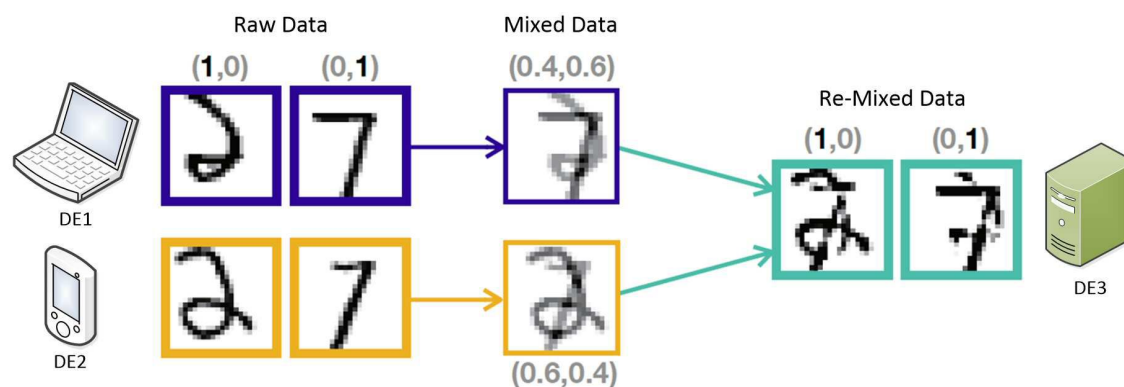 Raw Data
Mixed Data
(1,0)
(0,1)
(0.4,0.6)
Re-Mixed Data
(1,0)
(0,1)
DE1
DE3
DE2
(0.6,0.4)